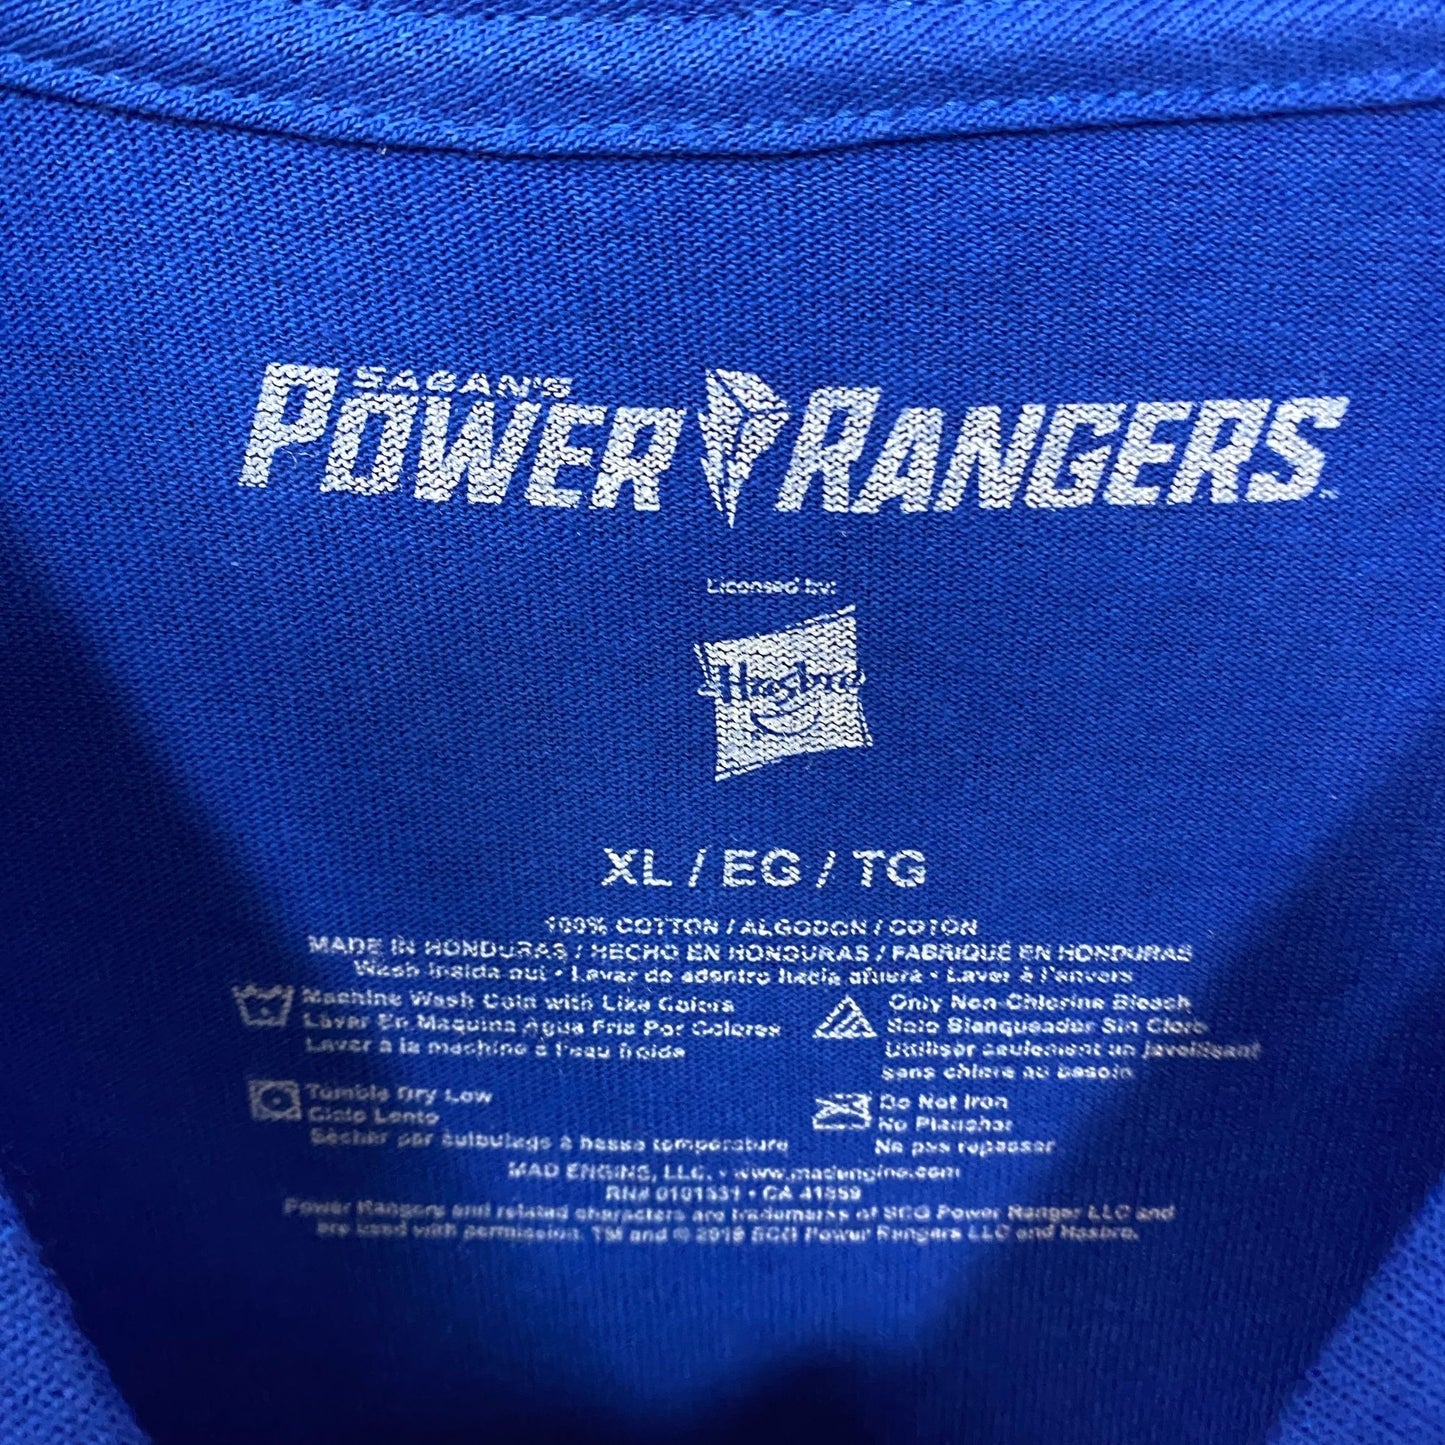 SABAN'S
POWER RANGERS
Licensed by:
Hasbro
XL / EG / TG
100% COTTON / ALGODON / COTON
MADE IN HONDURAS / HECHO EN HONDURAS / FABRIQUÉ EN HONDURAS
Wash inside out • Lavar de adentro hacia afuera • Laver à l'envers
Machine Wash Cold with Like Colors
Lavar En Maquina Agua Fria Por Colores
Laver à la machine à l'eau froide
Only Non-Chlorine Bleach
Solo Blanqueador Sin Cloro
Utiliser seulement un javellisant
sans chlore au besoin
Tumble Dry Low
Ciclo Lento
Sécher par culbutage à basse température
Do Not Iron
No Planchar
Ne pas repasser
MAD ENGINE, LLC. • www.madengine.com
RN# 0101331 • CA 41859
Power Rangers and related characters are trademarks of SCG Power Ranger LLC and
are used with permission. TM and © SCG Power Rangers LLC and Hasbro.